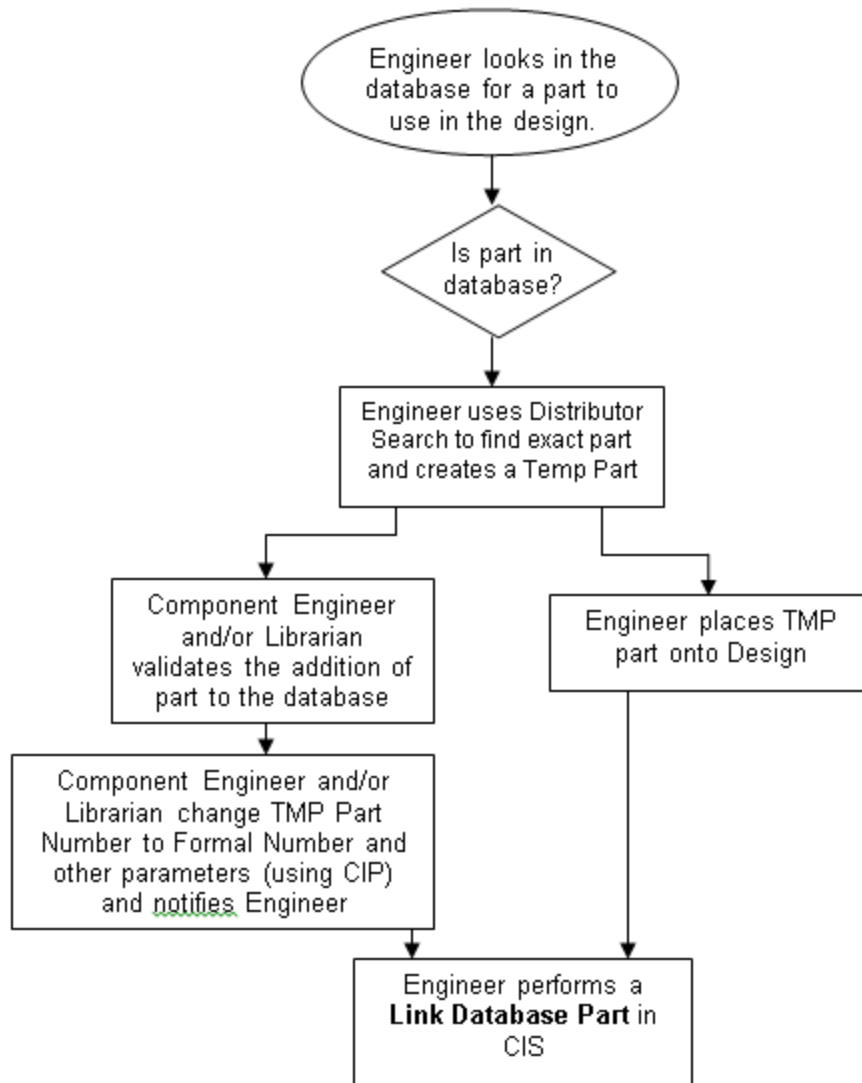 Engineer looks in the
database for a part to
use in the design.
Is part in
database?
Engineer uses Distributor
Search to find exact part
and creates a Temp Part
Component Engineer
and/or Librarian
validates the addition of
part to the database
Engineer places TMP
part onto Design
Component Engineer and/or
Librarian change TMP Part
Number to Formal Number and
other parameters (using CIP)
and notifies Engineer
Engineer performs a
Link Database Part in
CIS